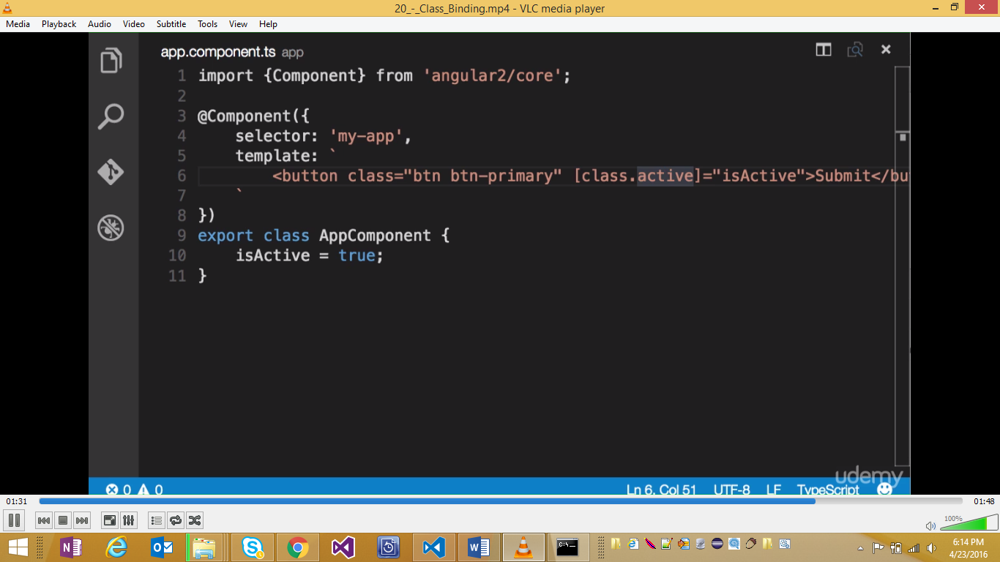 20_-_Class_Binding.mp4 - VLC media player
Media Playback Audio Video Subtitle Tools View Help
app.component.ts app
1 import {Component} from 'angular2/core';
2
3 @Component({
4 selector: 'my-app',
5 template: `
6 <button class="btn btn-primary" [class.active]="isActive">Submit</bu
7 `
8 })
9 export class AppComponent {
10 isActive = true;
11 }
udemy
0 0 Ln 6, Col 51 UTF-8 LF TypeScript
01:31 01:48
100%
N
e
S
W
C:\_
6:14 PM
4/23/2016